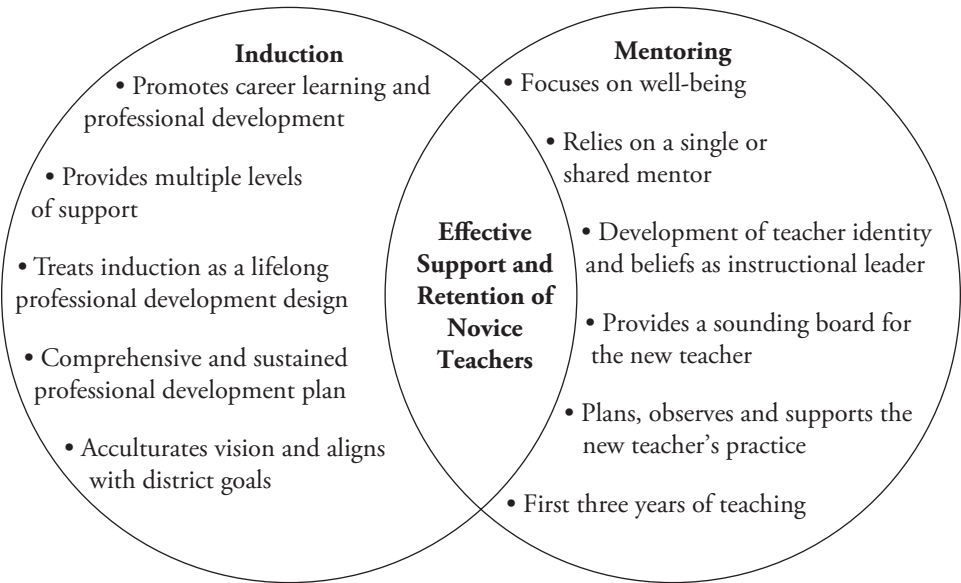 Induction
• Promotes career learning and
professional development
• Provides multiple levels
of support
• Treats induction as a lifelong
professional development design
• Comprehensive and sustained
professional development plan
• Acculturates vision and aligns
with district goals
Effective
Support and
Retention of
Novice
Teachers
Mentoring
• Focuses on well-being
• Relies on a single or
shared mentor
• Development of teacher identity
and beliefs as instructional leader
• Provides a sounding board for
the new teacher
• Plans, observes and supports the
new teacher’s practice
• First three years of teaching